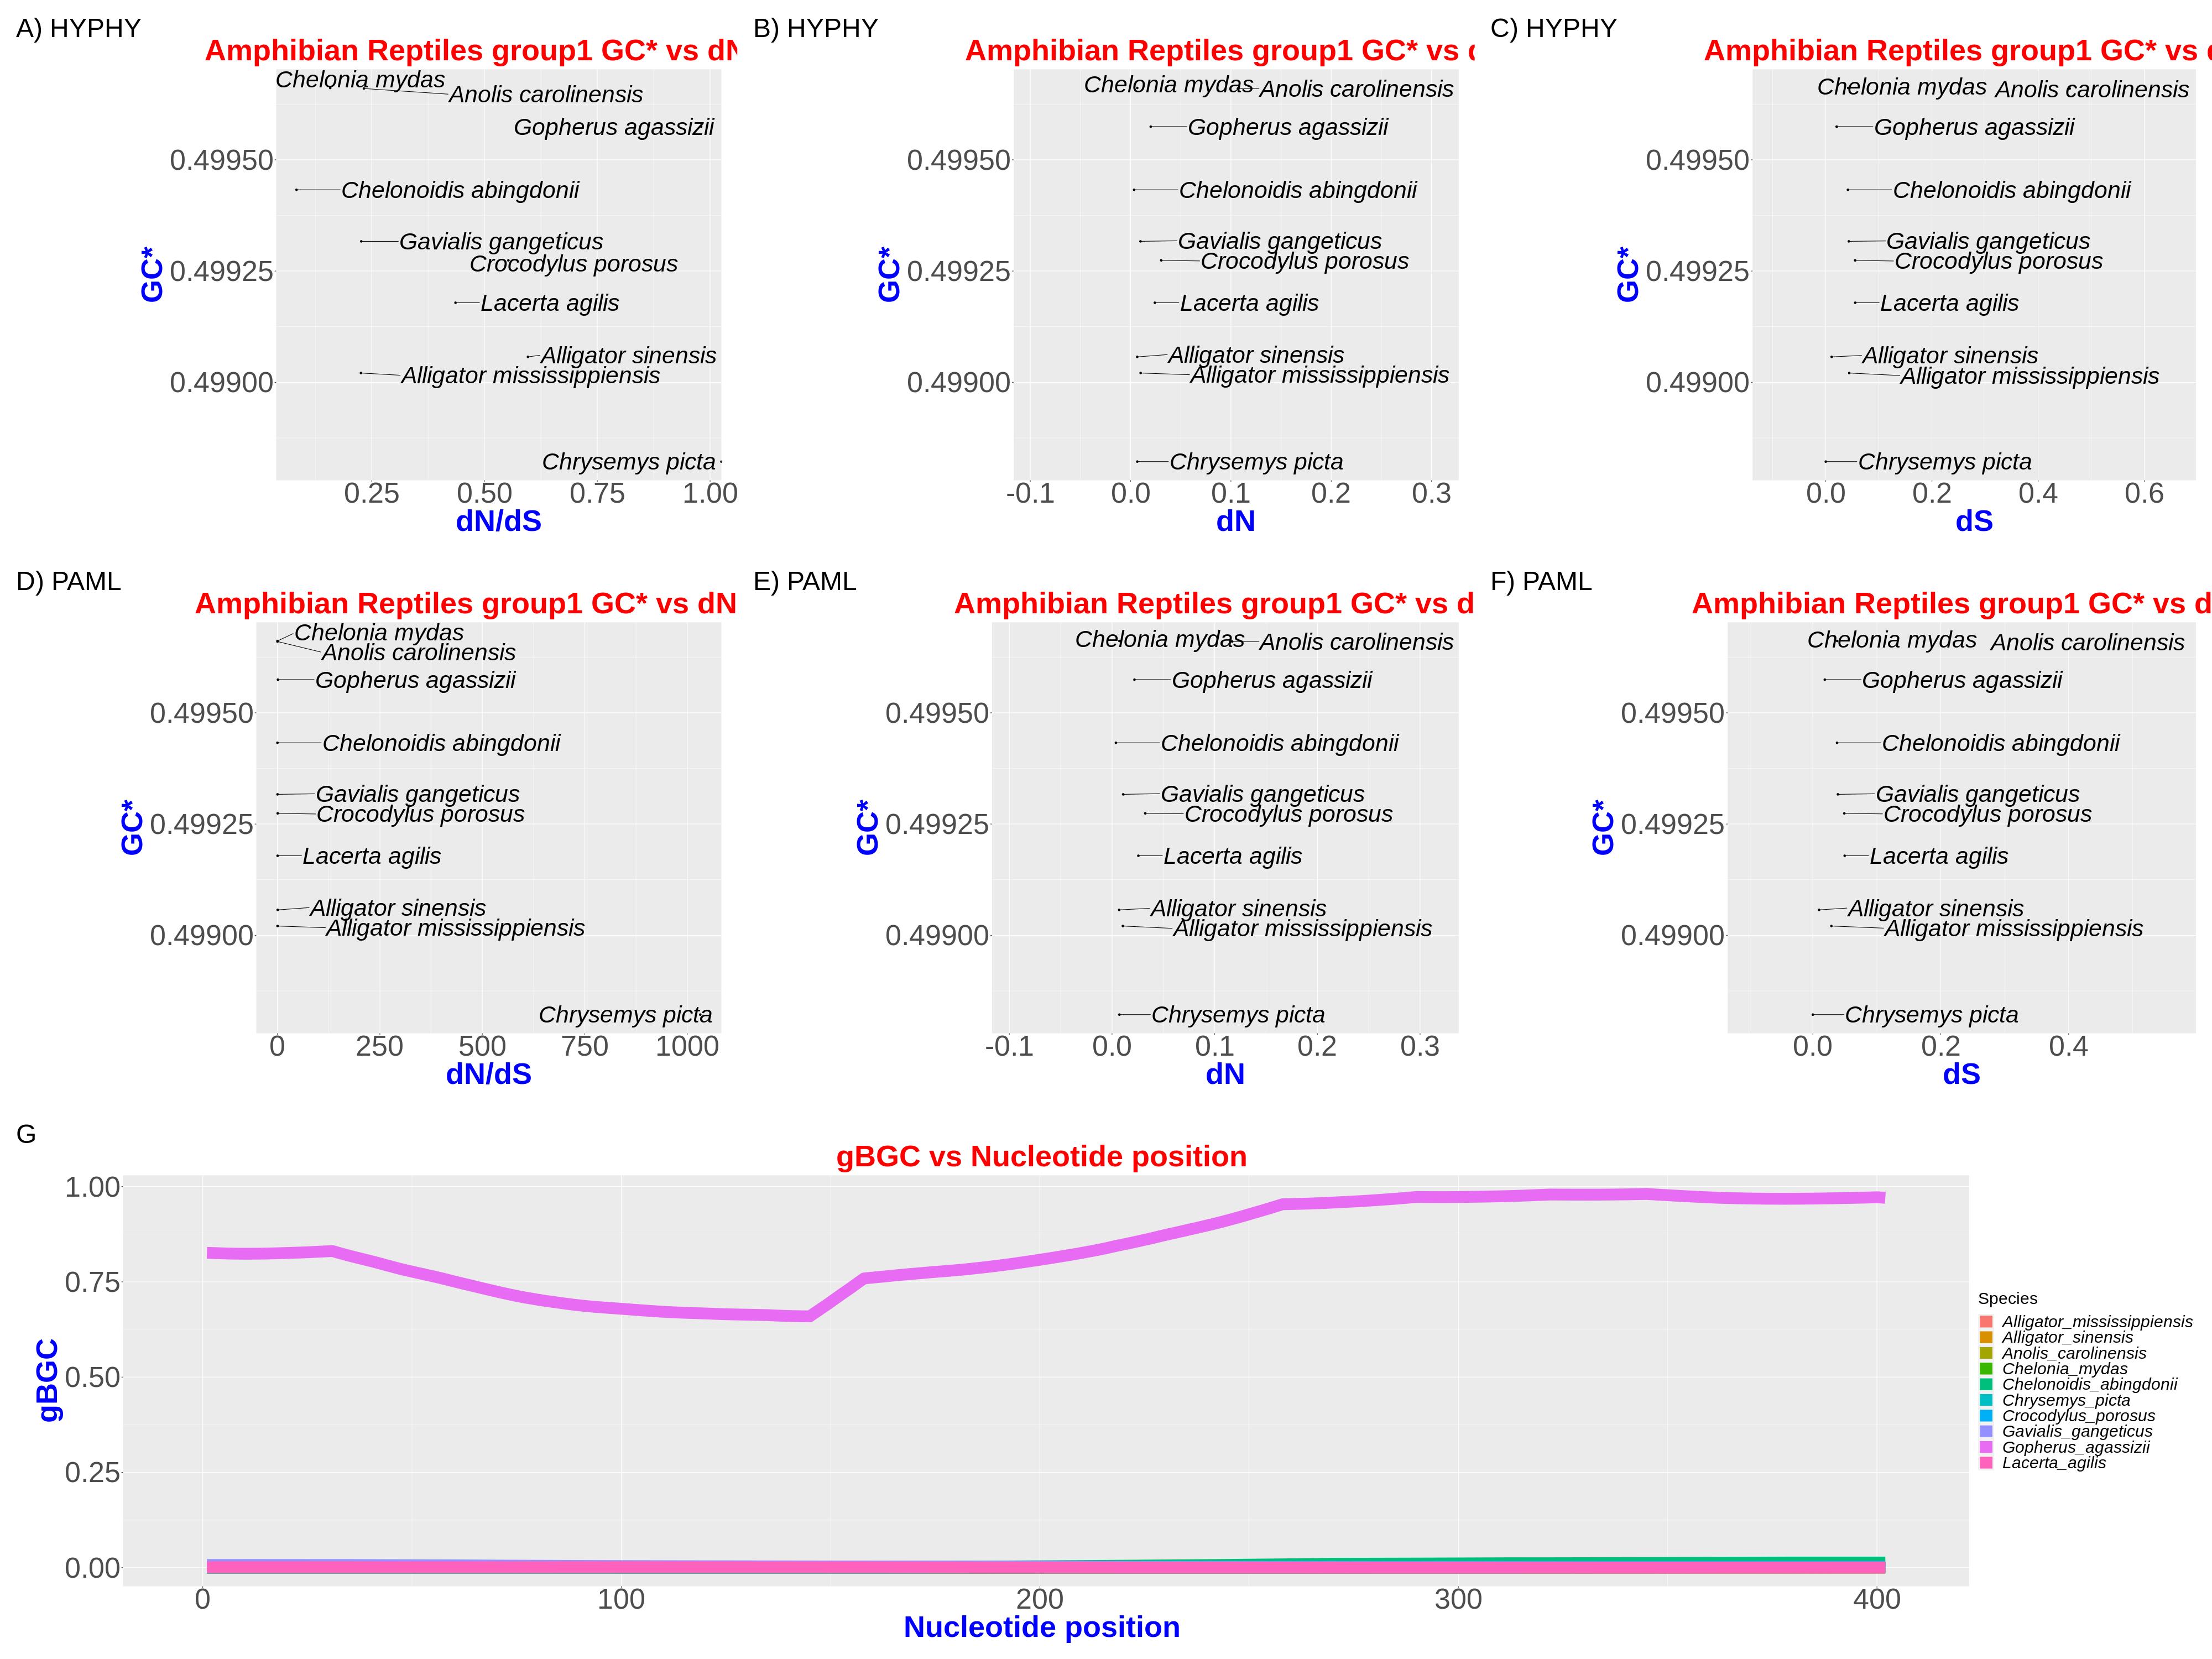 A) HYPHY
Amphibian Reptiles group1 GC* vs dN
Chelonia mydas
Anolis carolinensis
Gopherus agassizii
0.49950
Chelonoidis abingdonii
Gavialis gangeticus
Crocodylus porosus
0.49925
Lacerta agilis
Alligator sinensis
Alligator mississippiensis
0.49900
Chrysemys picta
GC*
0.25 0.50 0.75 1.00
dN/dS
B) HYPHY
Amphibian Reptiles group1 GC* vs d
Chelonia mydas
Anolis carolinensis
Gopherus agassizii
0.49950
Chelonoidis abingdonii
Gavialis gangeticus
Crocodylus porosus
0.49925
Lacerta agilis
Alligator sinensis
Alligator mississippiensis
0.49900
Chrysemys picta
GC*
-0.1 0.0 0.1 0.2 0.3
dN
C) HYPHY
Amphibian Reptiles group1 GC* vs d
Chelonia mydas
Anolis carolinensis
Gopherus agassizii
0.49950
Chelonoidis abingdonii
Gavialis gangeticus
Crocodylus porosus
0.49925
Lacerta agilis
Alligator sinensis
Alligator mississippiensis
0.49900
Chrysemys picta
GC*
0.0 0.2 0.4 0.6
dS
D) PAML
Amphibian Reptiles group1 GC* vs dN
Chelonia mydas
Anolis carolinensis
Gopherus agassizii
0.49950
Chelonoidis abingdonii
Gavialis gangeticus
Crocodylus porosus
0.49925
Lacerta agilis
Alligator sinensis
Alligator mississippiensis
0.49900
Chrysemys picta
GC*
0 250 500 750 1000
dN/dS
E) PAML
Amphibian Reptiles group1 GC* vs d
Chelonia mydas
Anolis carolinensis
Gopherus agassizii
0.49950
Chelonoidis abingdonii
Gavialis gangeticus
Crocodylus porosus
0.49925
Lacerta agilis
Alligator sinensis
Alligator mississippiensis
0.49900
Chrysemys picta
GC*
-0.1 0.0 0.1 0.2 0.3
dN
F) PAML
Amphibian Reptiles group1 GC* vs d
Chelonia mydas
Anolis carolinensis
Gopherus agassizii
0.49950
Chelonoidis abingdonii
Gavialis gangeticus
Crocodylus porosus
0.49925
Lacerta agilis
Alligator sinensis
Alligator mississippiensis
0.49900
Chrysemys picta
GC*
0.0 0.2 0.4
dS
G
gBGC vs Nucleotide position
1.00
0.75
0.50
0.25
0.00
gBGC
0 100 200 300 400
Nucleotide position
Species
Alligator_mississippiensis
Alligator_sinensis
Anolis_carolinensis
Chelonia_mydas
Chelonoidis_abingdonii
Chrysemys_picta
Crocodylus_porosus
Gavialis_gangeticus
Gopherus_agassizii
Lacerta_agilis